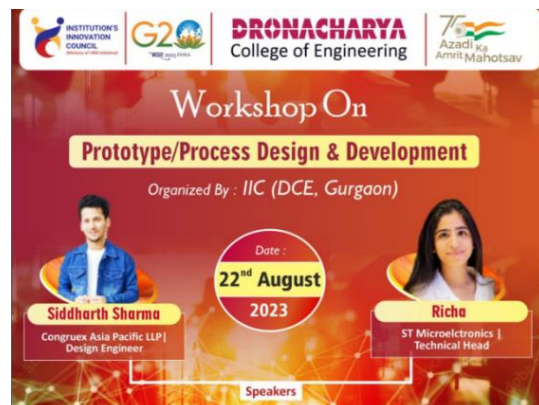 INSTITUTION'S
INNOVATION
COUNCIL
G20
DRONACHARYA
College of Engineering
75
Azadi Ka
Amrit Mahotsav
Workshop On
Prototype/Process Design & Development
Organized By : IIC (DCE, Gurgaon)
Date :
22nd August
2023
Siddharth Sharma
Congruex Asia Pacific LLP|
Design Engineer
Richa
ST Microelctronics |
Technical Head
Speakers